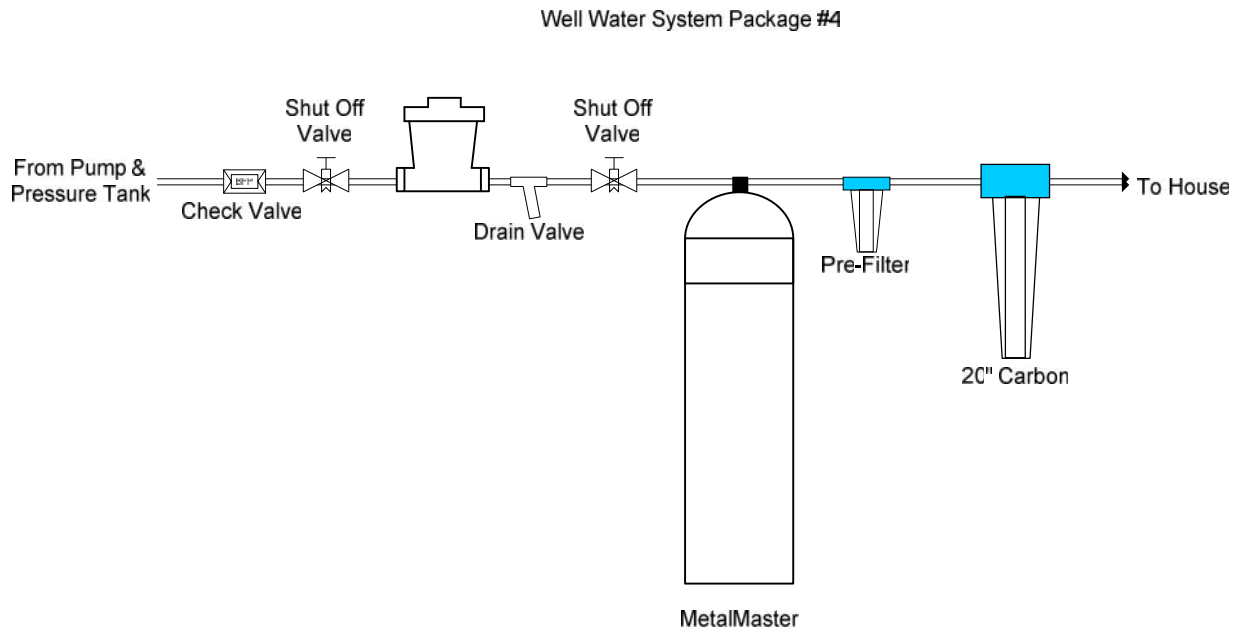 Well Water System Package #4
Shut Off
Valve
Shut Off
Valve
From Pump &
Pressure Tank
To House
Check Valve
Drain Valve
Pre-Filter
20" Carbon
MetalMaster